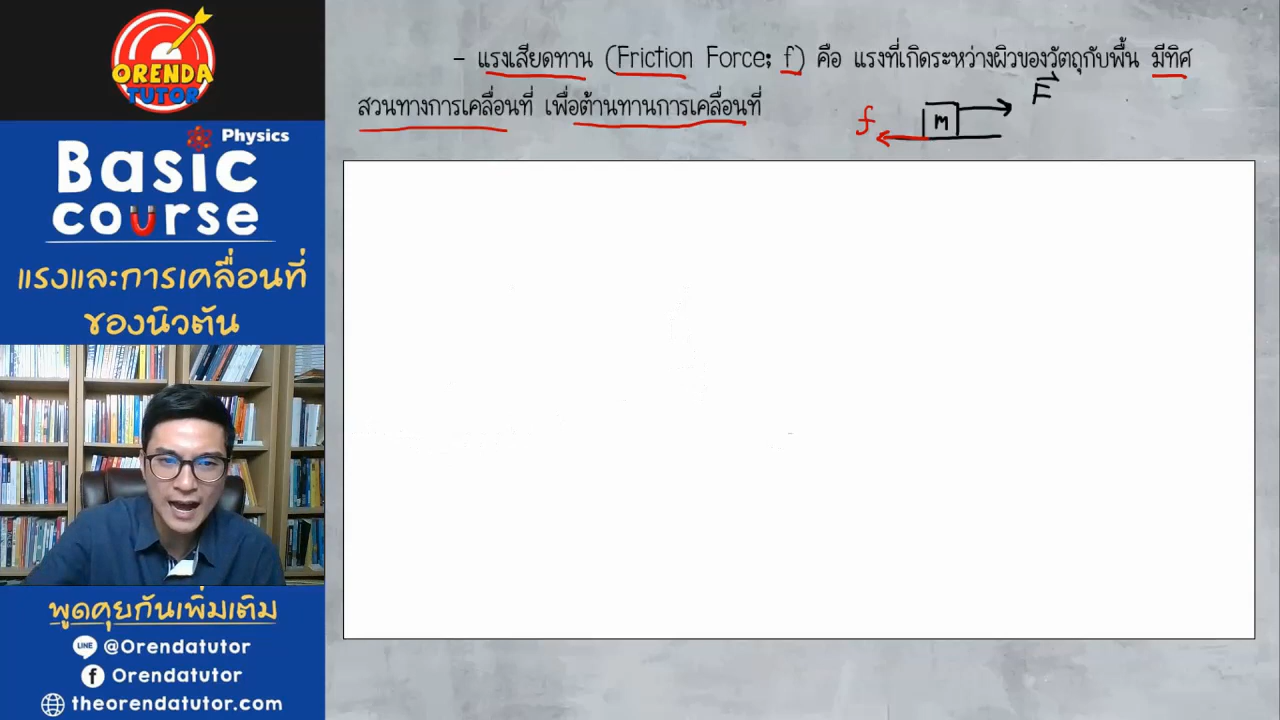 ORENDA
TUTOR
Physics
Basic
course
แรงและการเคลื่อนที่
ของนิวตัน
พูดคุยกันเพิ่มเติม
LINE @Orendatutor
f Orendatutor
theorendatutor.com
- แรงเสียดทาน (Friction Force; f) คือ แรงที่เกิดระหว่างผิวของวัตถุกับพื้น มีทิศ
สวนทางการเคลื่อนที่ เพื่อต้านทานการเคลื่อนที่
F
f m